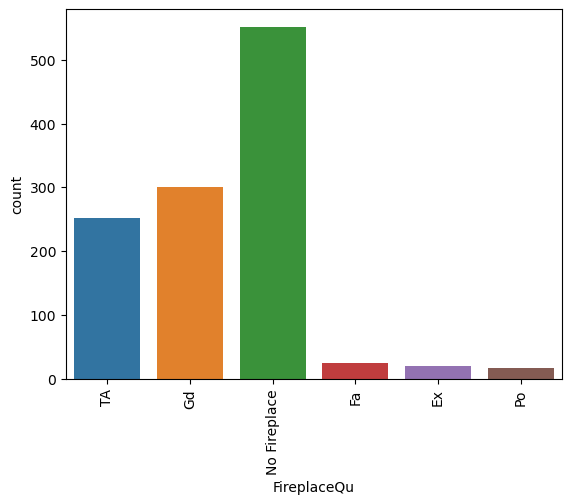 count
500
400
300
200
100
0
TA
Gd
No Fireplace
Fa
Ex
Po
FireplaceQu